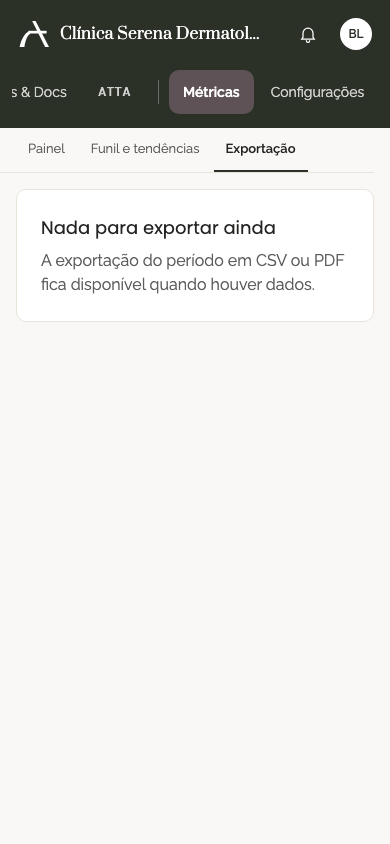 Clínica Serena Dermatol...
BL
s & Docs
ATTA
Métricas
Configurações
Painel
Funil e tendências
Exportação
Nada para exportar ainda
A exportação do período em CSV ou PDF
fica disponível quando houver dados.